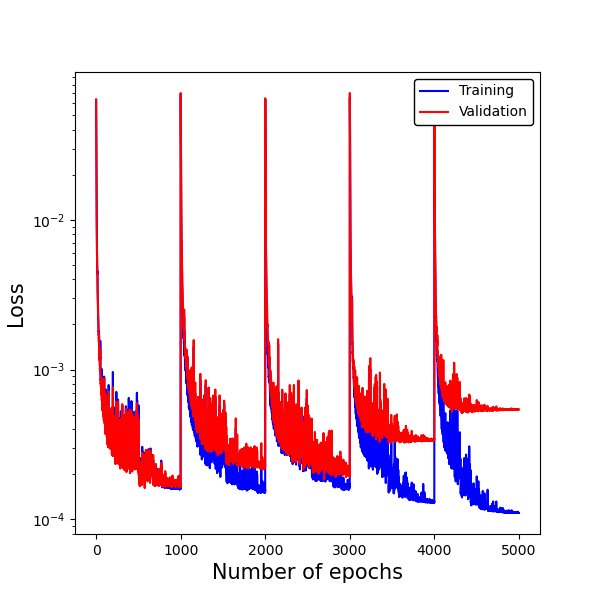 Training
Validation
10⁻²
10⁻³
10⁻⁴
Loss
0 1000 2000 3000 4000 5000
Number of epochs